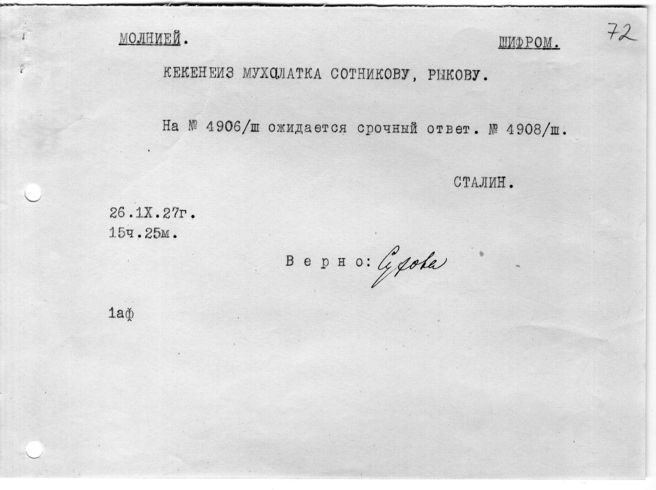 72
МОЛНИЕЙ. ШИФРОМ.
КЕКЕНЕИЗ МУХОЛАТКА СОТНИКОВУ, РЫКОВУ.
На № 4906/ш ожидается срочный ответ. № 4908/ш.
СТАЛИН.
26.1X.27г.
15ч.25м.
Верно: Сухова
1аф